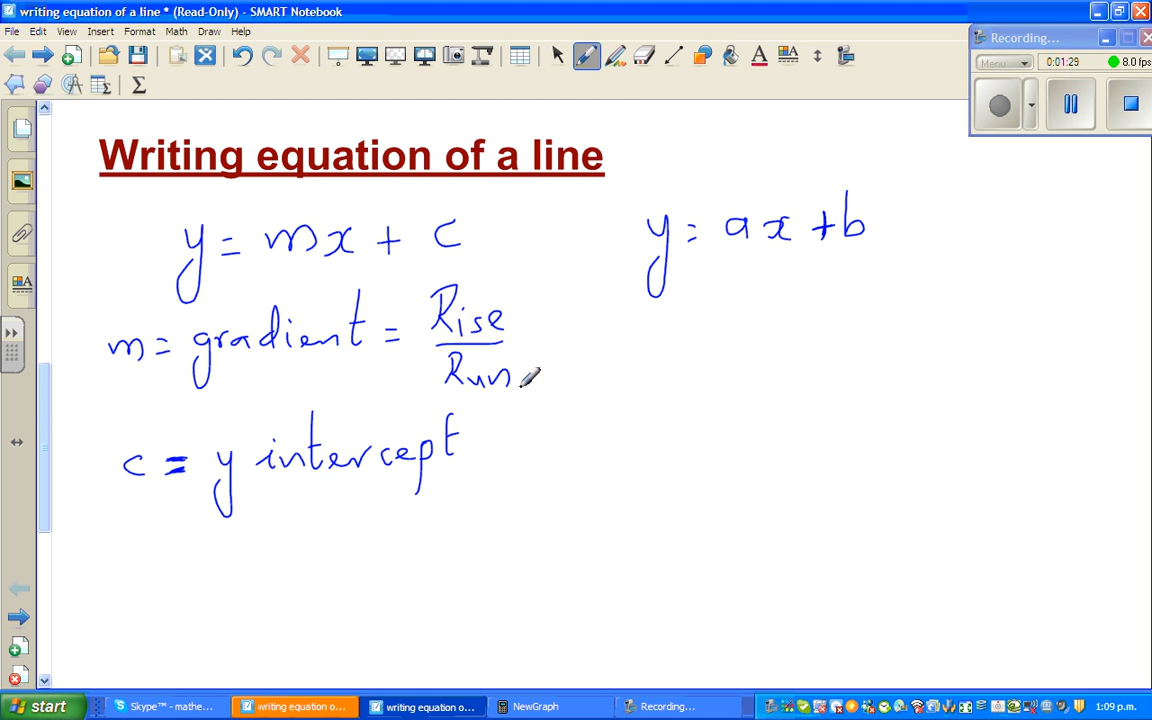 writing equation of a line * (Read-Only) - SMART Notebook
File Edit View Insert Format Math Draw Help
Recording...
Menu 0:01:29 8.0 fps
Writing equation of a line
y = mx + c
y = ax + b
m = gradient = Rise
Run
c = y intercept
start Skype™ - mathe... writing equation o... writing equation o... NewGraph Recording... 1:09 p.m.